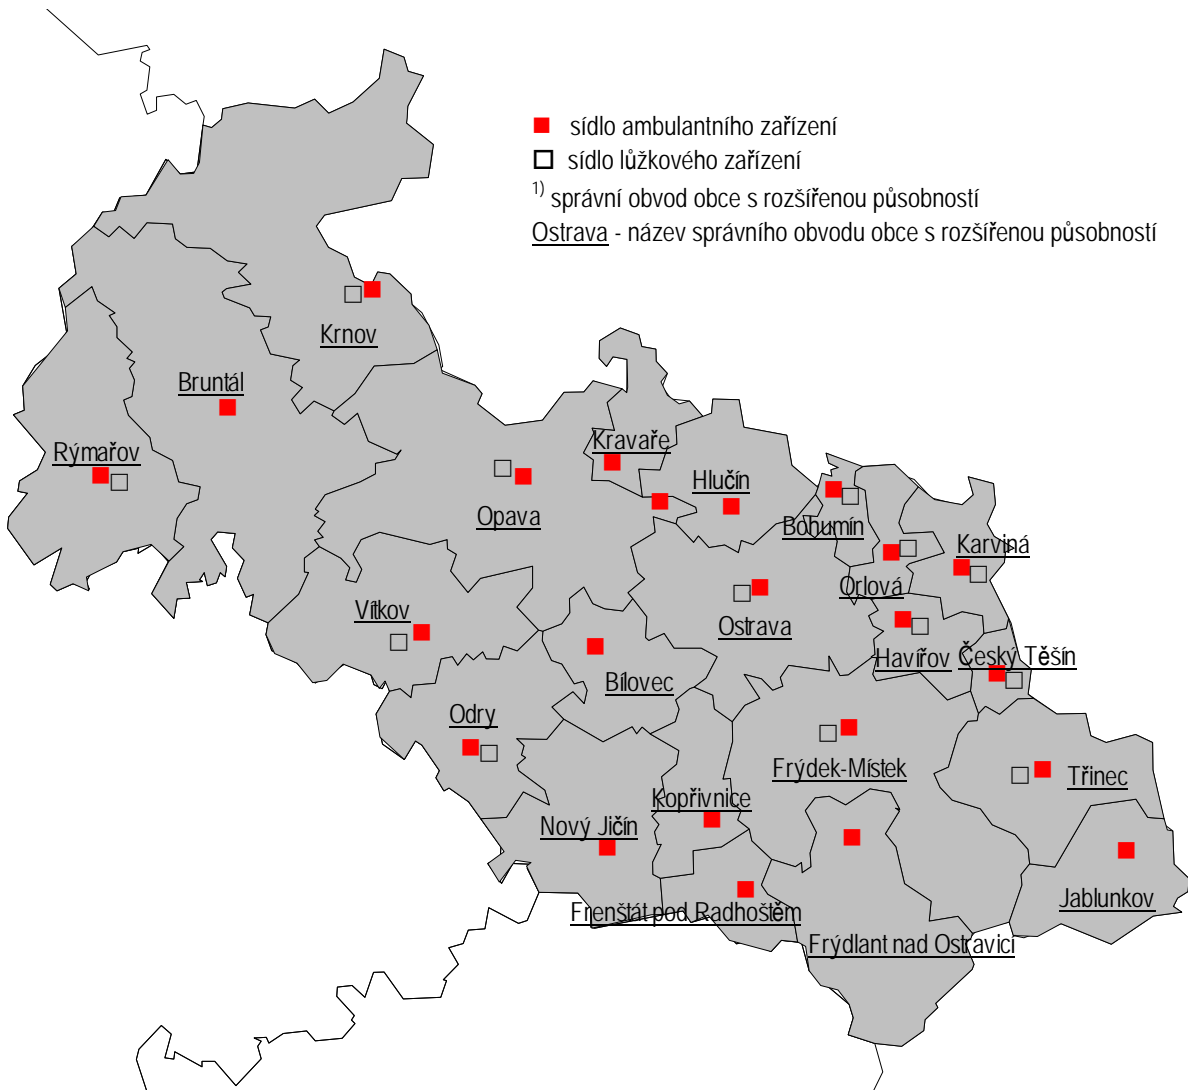 sídlo ambulantního zařízení
sídlo lůžkového zařízení
1) správní obvod obce s rozšířenou působností
Ostrava - název správního obvodu obce s rozšířenou působností
Krnov
Bruntál
Rýmařov
Kravaře
Hlučín
Opava
Bohumín
Karviná
Orlová
Vítkov
Ostrava
Havířov
Český Těšín
Bílovec
Odry
Frýdek-Místek
Třinec
Kopřivnice
Nový Jičín
Jablunkov
Frenštát pod Radhoštěm
Frýdlant nad Ostravicí